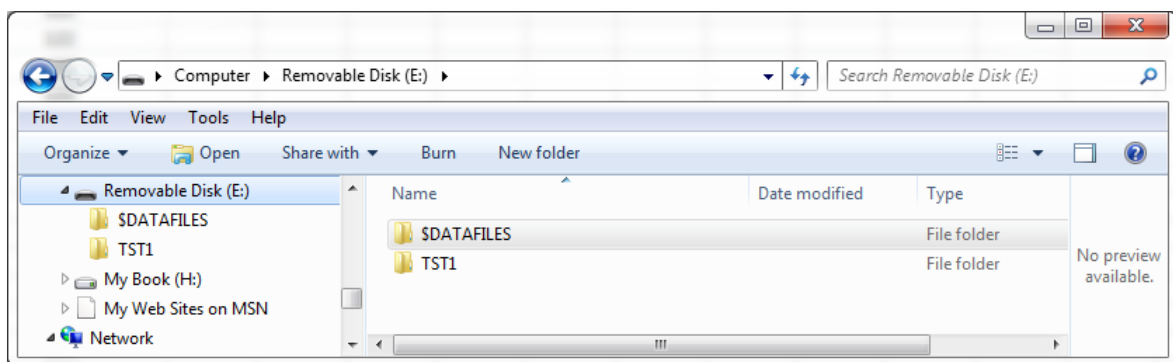 Computer Removable Disk (E:) Search Removable Disk (E:)
File Edit View Tools Help
Organize Open Share with Burn New folder
Removable Disk (E:) Name Date modified Type
$DATAFILES $DATAFILES File folder
TST1 TST1 File folder
No preview available.
My Book (H:)
My Web Sites on MSN
Network